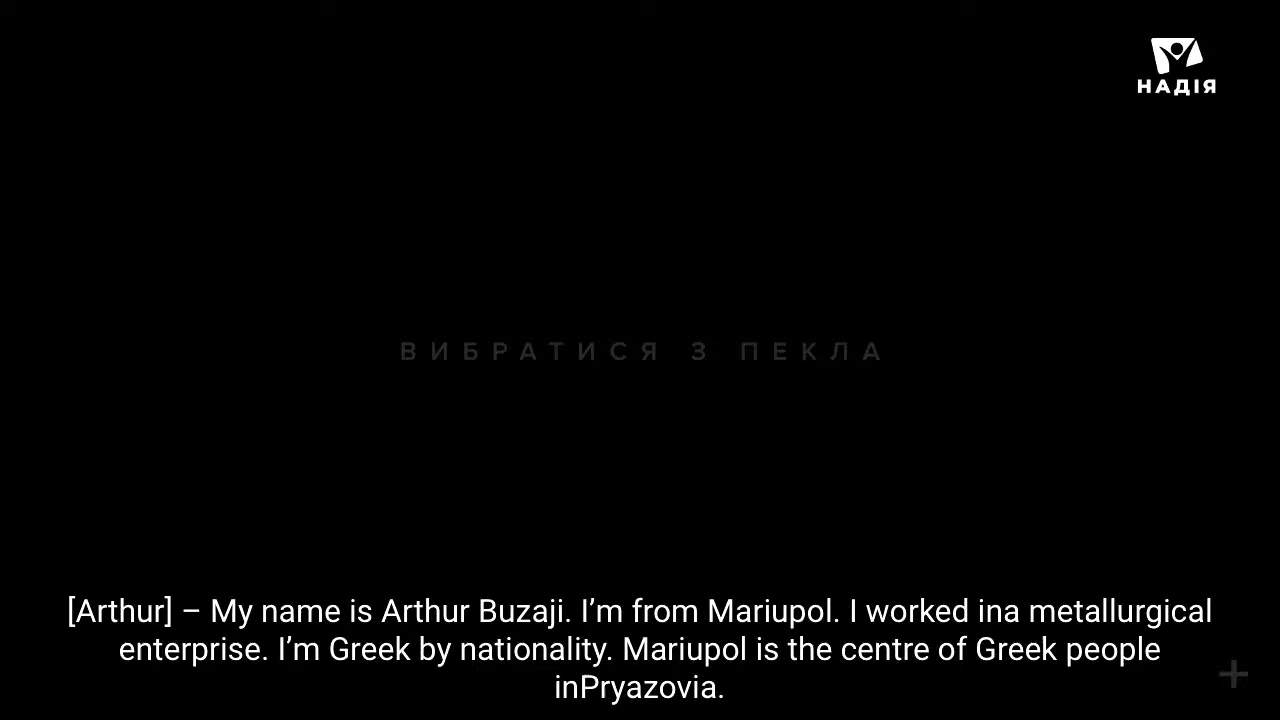 НАДІЯ
ВИБРАТИСЯ З ПЕКЛА
[Arthur] – My name is Arthur Buzaji. I’m from Mariupol. I worked ina metallurgical
enterprise. I’m Greek by nationality. Mariupol is the centre of Greek people
inPryazovia.